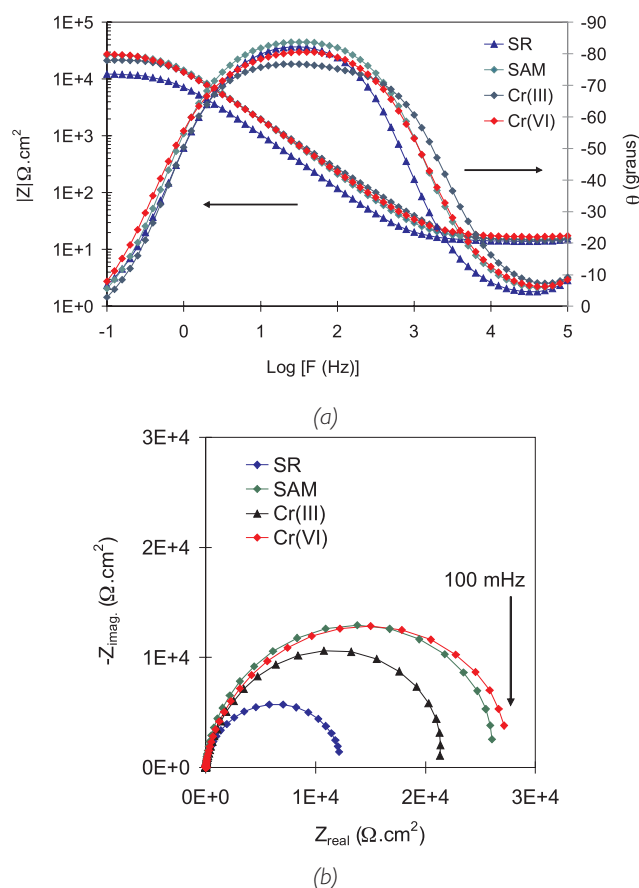 1E+5
1E+4
1E+3
1E+2
1E+1
1E+0
|Z|Ω.cm²
-90
-80
-70
-60
-50
-40
-31
-21
-10
0
θ (graus)
SR
SAM
Cr(III)
Cr(VI)
-1 0 1 2 3 4 5
Log [F (Hz)]
(a)
3E+4
2E+4
1E+4
0E+0
-Zimag. (Ω.cm²)
SR
SAM
Cr(III)
Cr(VI)
100 mHz
0E+0 1E+4 2E+4 3E+4
Zreal (Ω.cm²)
(b)